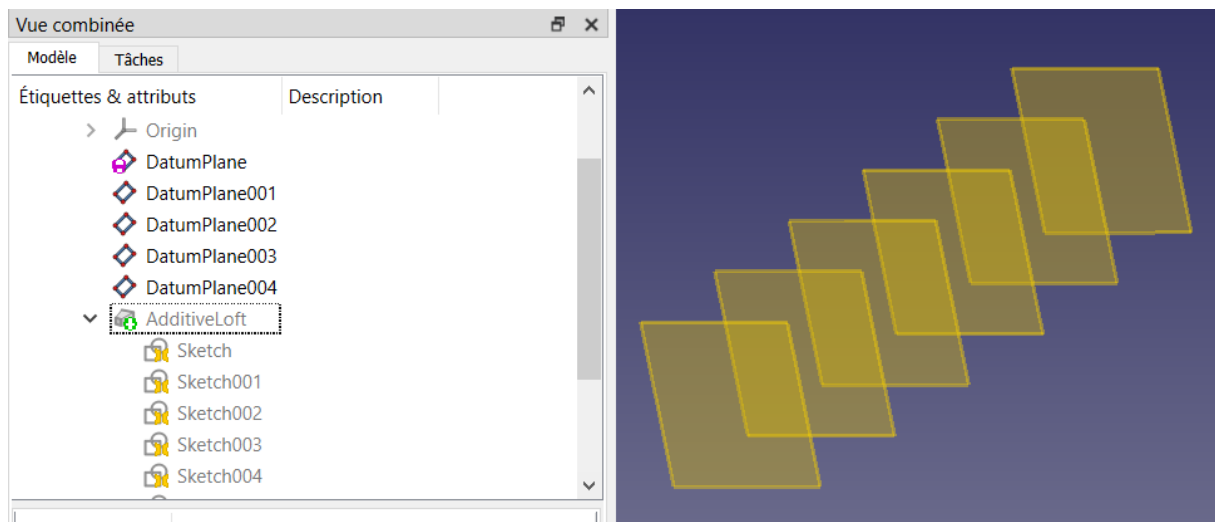 Vue combinée
Modèle Tâches
Étiquettes & attributs Description
Origin
DatumPlane
DatumPlane001
DatumPlane002
DatumPlane003
DatumPlane004
AdditiveLoft
Sketch
Sketch001
Sketch002
Sketch003
Sketch004